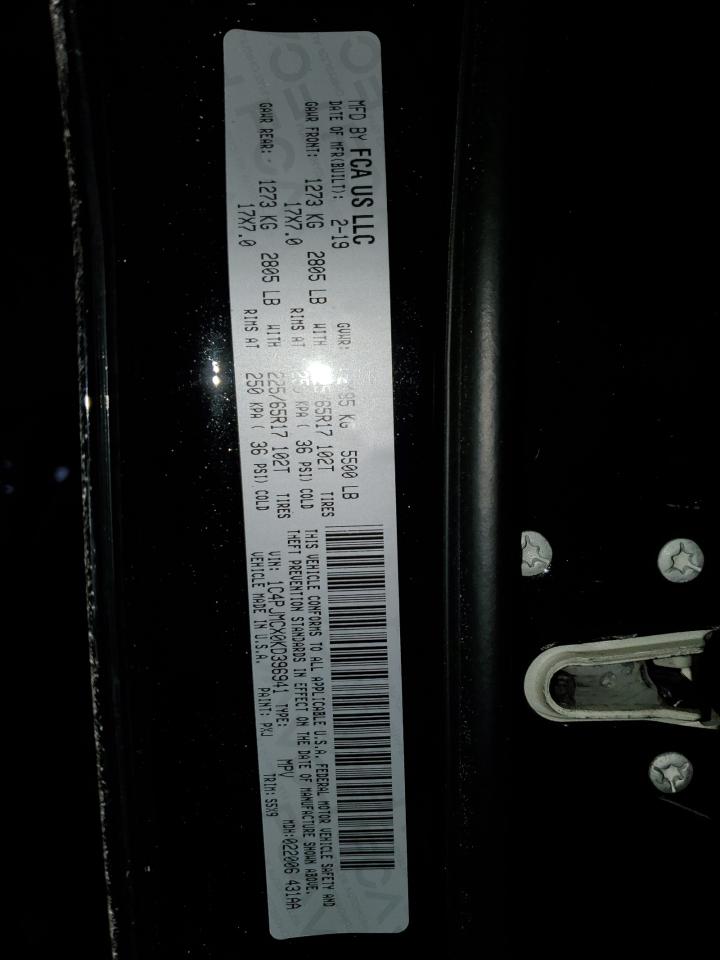 MFD BY FCA US LLC
DATE OF MFR(BUILT): 2-19 GVWR: 95 KG 5500 LB
GAWR FRONT: 1273 KG 2805 LB WITH /65R17 102T TIRES
17X7.0 RIMS AT KPA ( 36 PSI) COLD
GAWR REAR: 1273 KG 2805 LB WITH 225/65R17 102T TIRES
17X7.0 RIMS AT 250 KPA ( 36 PSI) COLD
THIS VEHICLE CONFORMS TO ALL APPLICABLE U.S.A. FEDERAL MOTOR VEHICLE SAFETY AND
THEFT PREVENTION STANDARDS IN EFFECT ON THE DATE OF MANUFACTURE SHOWN ABOVE.
VIN: 1C4PJMCX0KD396941 TYPE: MPV MDH:022006 431AA
VEHICLE MADE IN U.S.A. PAINT: PXJ TRIM: S5X9